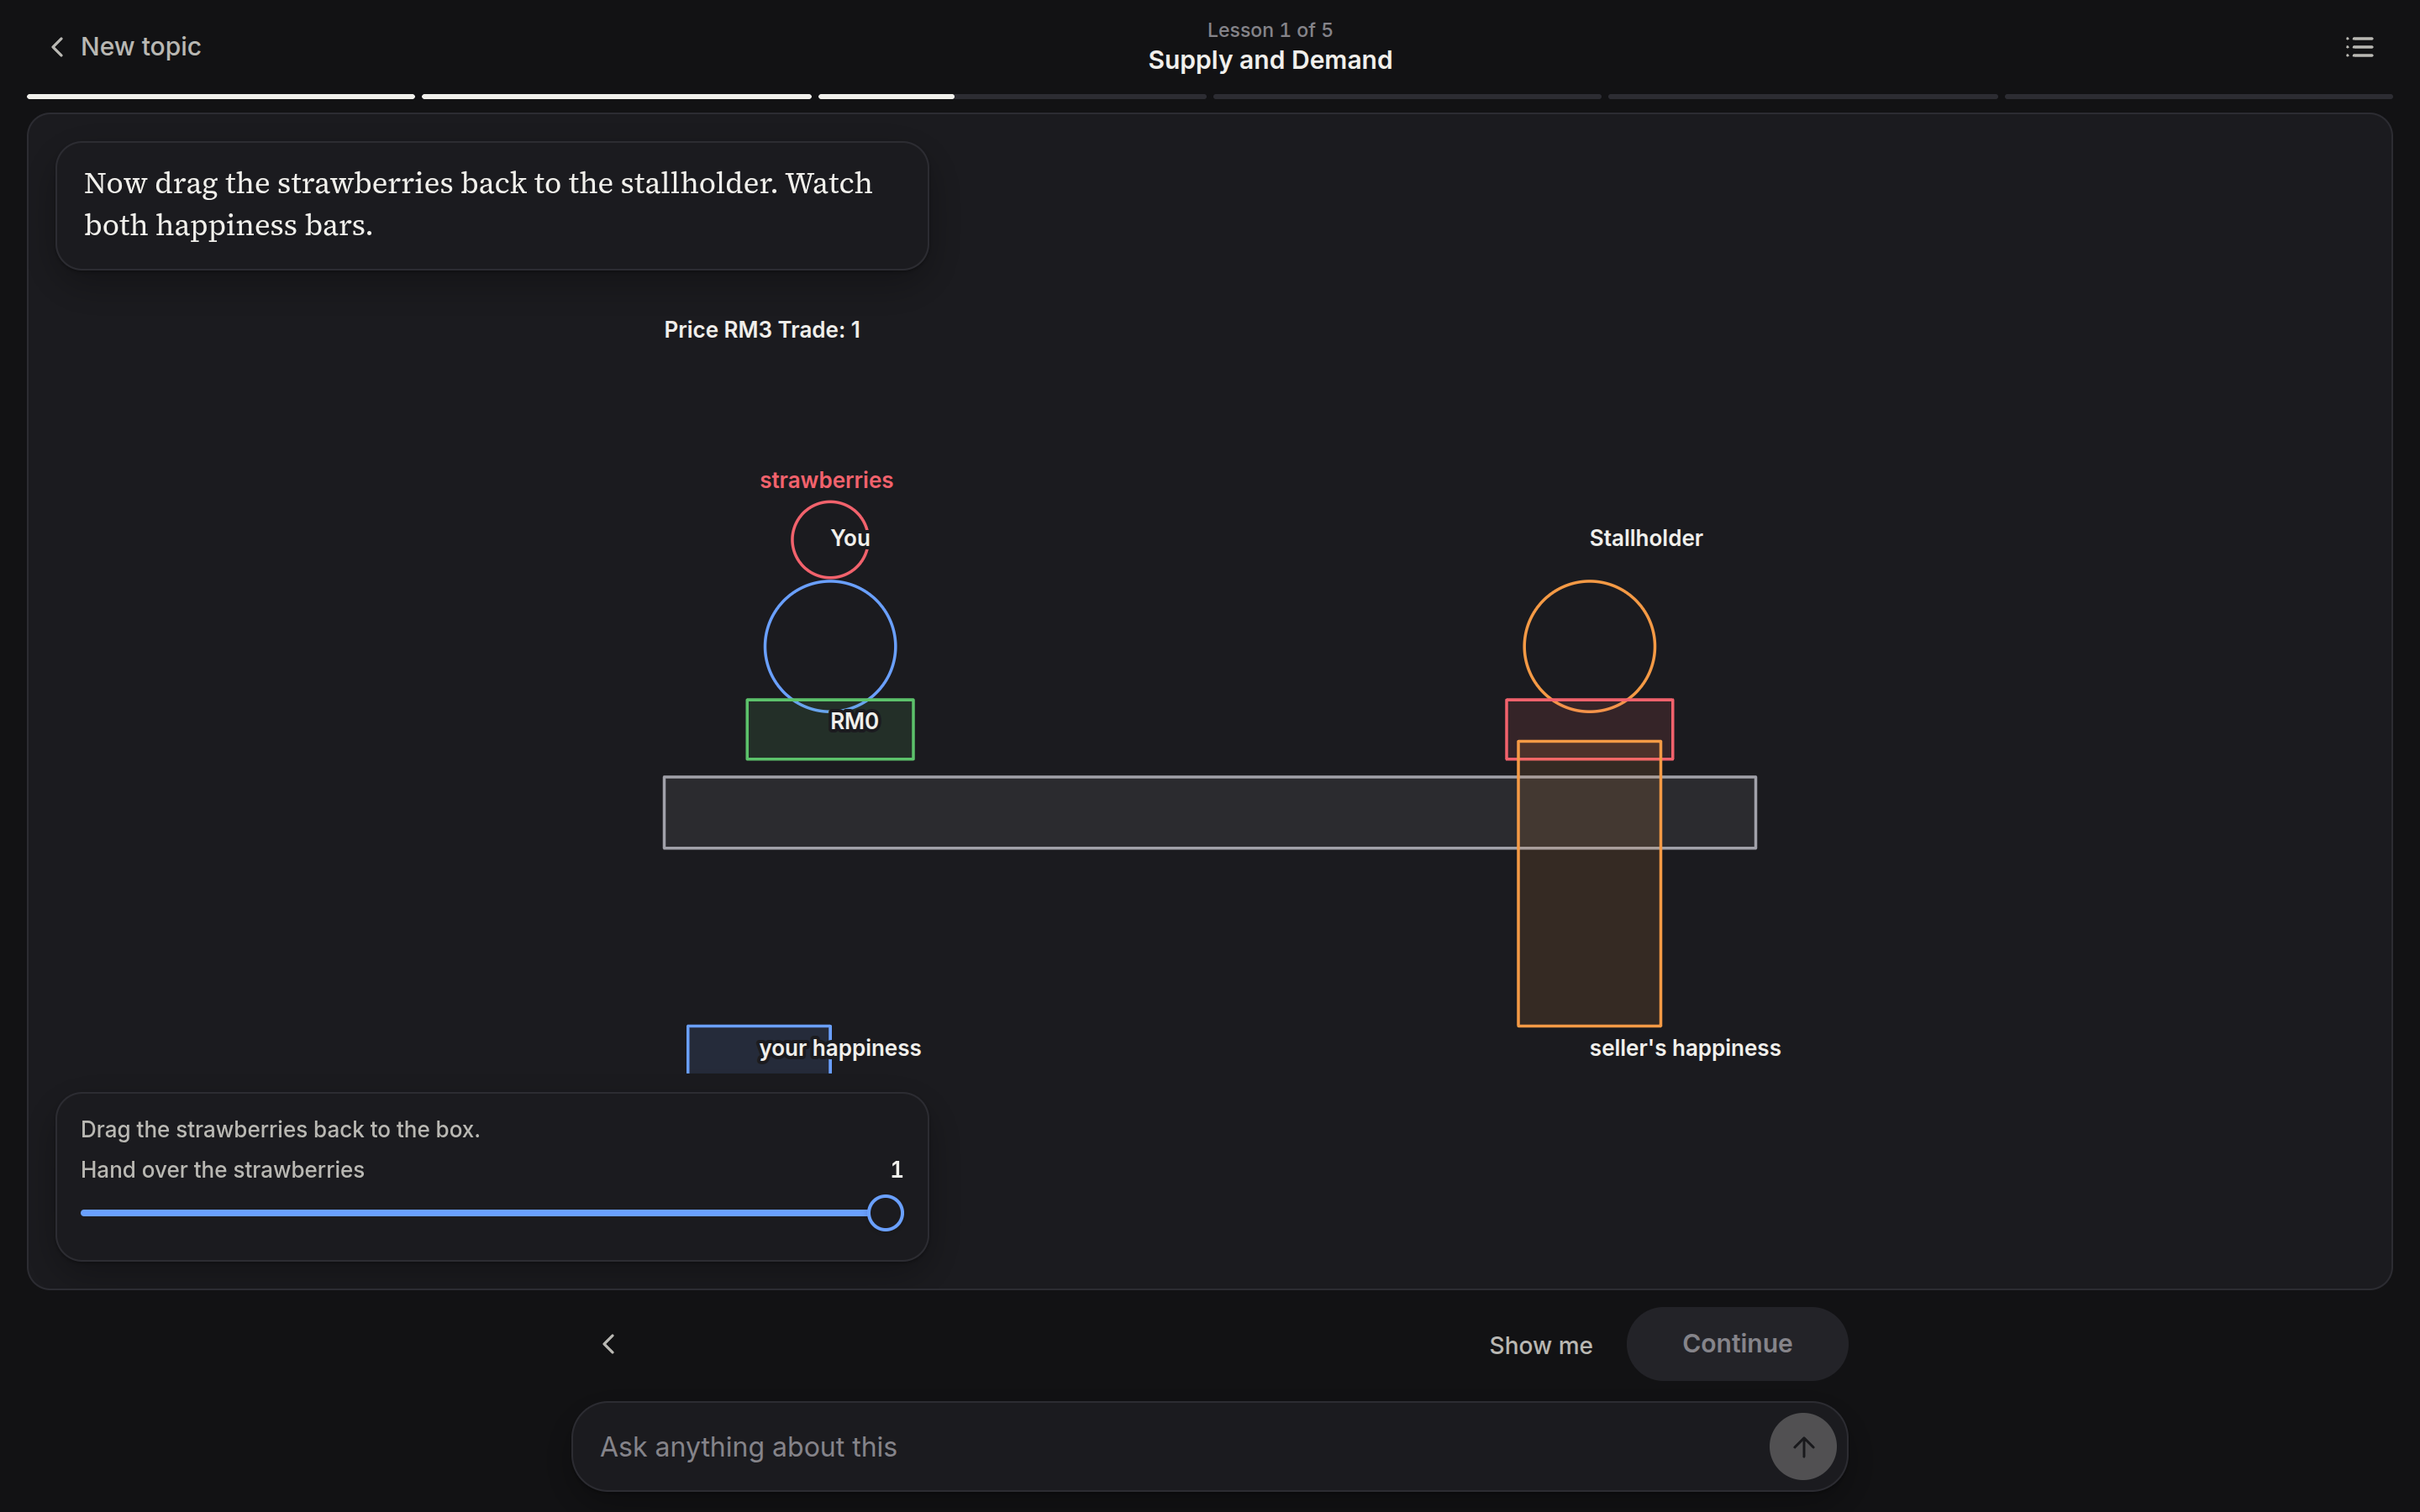 New topic
Lesson 1 of 5
Supply and Demand
Now drag the strawberries back to the stallholder. Watch
both happiness bars.
Price RM3 Trade: 1
strawberries
You
Stallholder
RM0
your happiness
seller's happiness
Drag the strawberries back to the box.
Hand over the strawberries
1
Show me
Continue
Ask anything about this